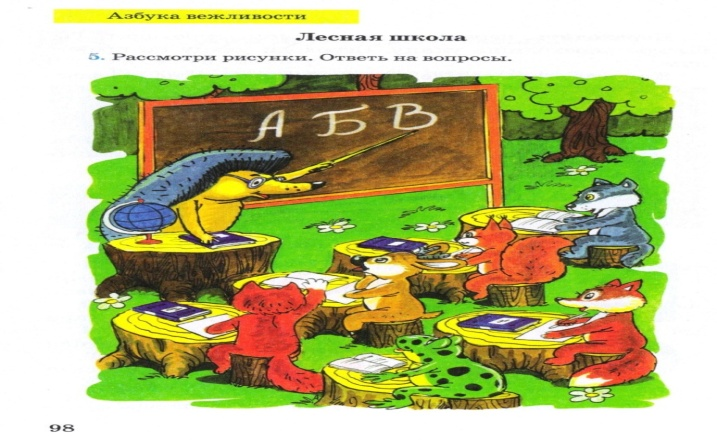 Азбука вежливости
Лесная школа
5. Рассмотри рисунки. Ответь на вопросы.
А Б В
98